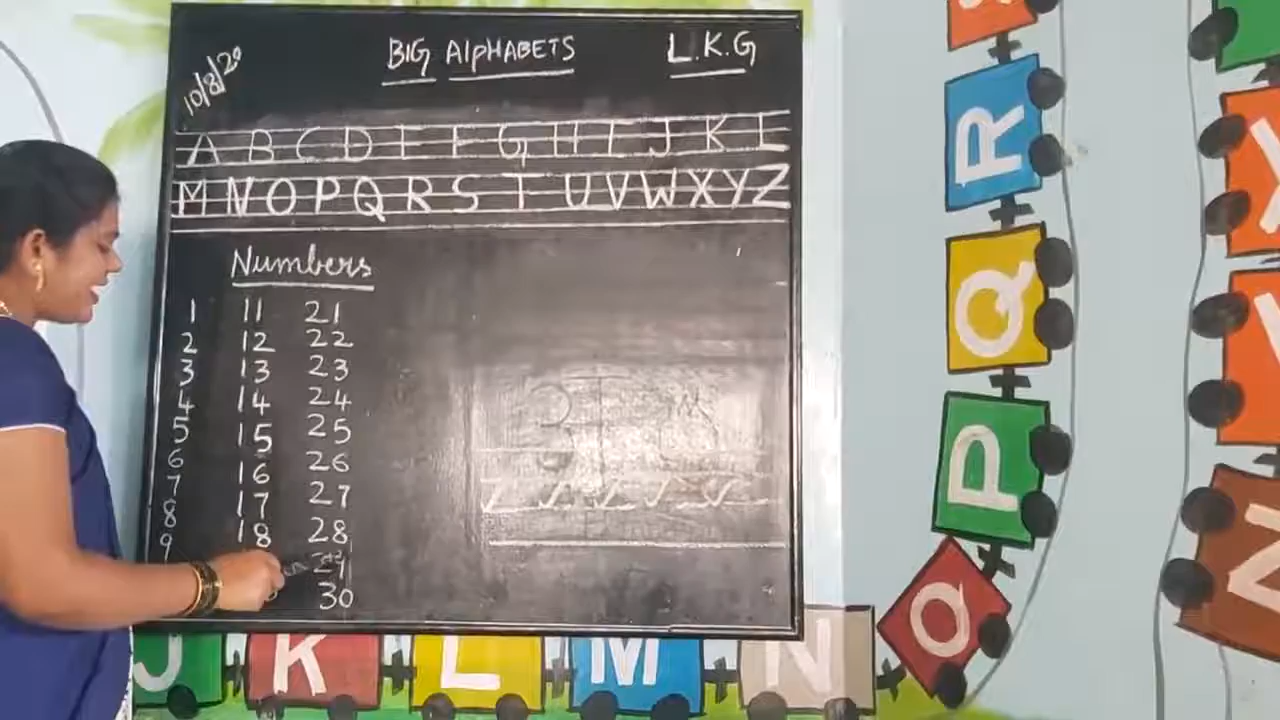 10/8/20
BIG AlpHABETS
L.K.G
A B C D E F G H I J K L
M N O P Q R S T U V W X Y Z
Numbers
1 11 21
2 12 22
3 13 23
4 14 24
5 15 25
6 16 26
7 17 27
8 18 28
9 29
30
J K L M N O P Q R